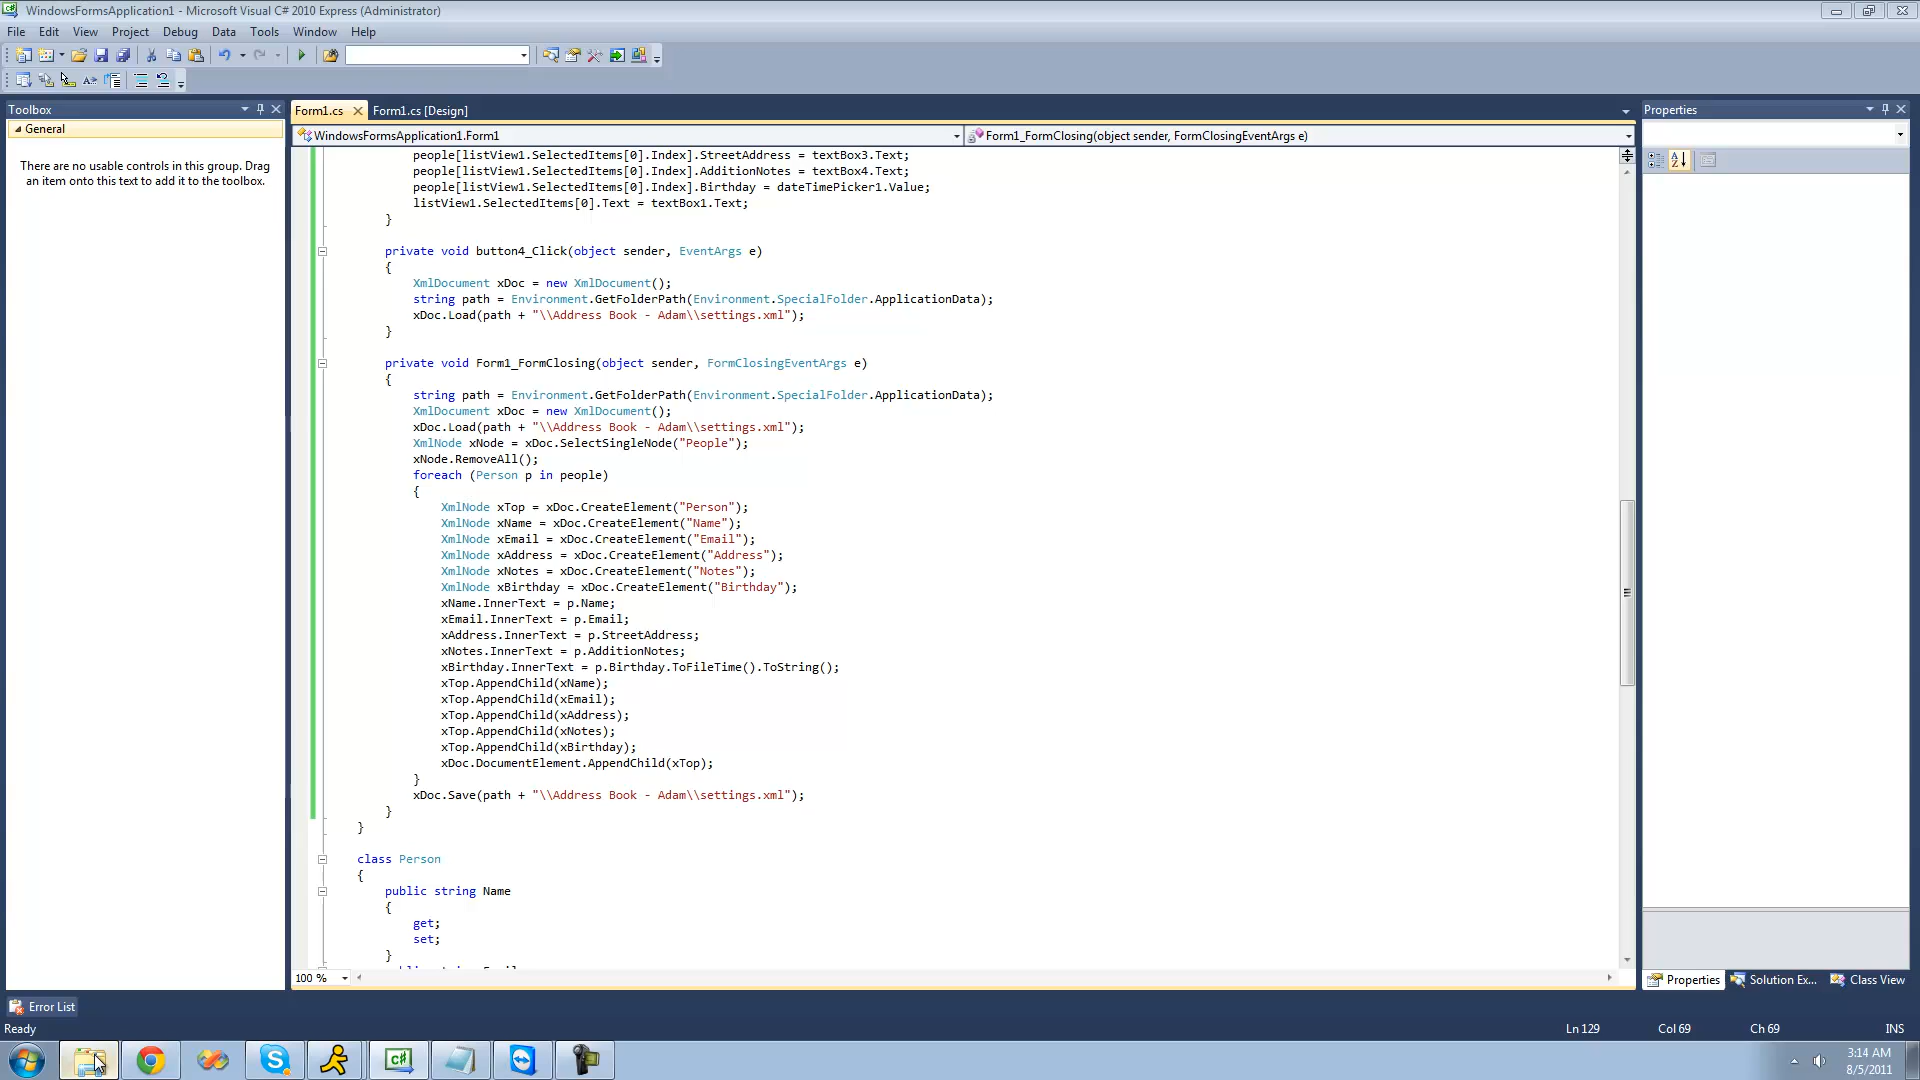 WindowsFormsApplication1 - Microsoft Visual C# 2010 Express (Administrator)
File Edit View Project Debug Data Tools Window Help
Toolbox
General
There are no usable controls in this group. Drag
an item onto this text to add it to the toolbox.
Form1.cs
Form1.cs [Design]
WindowsFormsApplication1.Form1
Form1_FormClosing(object sender, FormClosingEventArgs e)
people[listView1.SelectedItems[0].Index].StreetAddress = textBox3.Text;
people[listView1.SelectedItems[0].Index].AdditionNotes = textBox4.Text;
people[listView1.SelectedItems[0].Index].Birthday = dateTimePicker1.Value;
listView1.SelectedItems[0].Text = textBox1.Text;
}
private void button4_Click(object sender, EventArgs e)
{
XmlDocument xDoc = new XmlDocument();
string path = Environment.GetFolderPath(Environment.SpecialFolder.ApplicationData);
xDoc.Load(path + "\\Address Book - Adam\\settings.xml");
}
private void Form1_FormClosing(object sender, FormClosingEventArgs e)
{
string path = Environment.GetFolderPath(Environment.SpecialFolder.ApplicationData);
XmlDocument xDoc = new XmlDocument();
xDoc.Load(path + "\\Address Book - Adam\\settings.xml");
XmlNode xNode = xDoc.SelectSingleNode("People");
xNode.RemoveAll();
foreach (Person p in people)
{
XmlNode xTop = xDoc.CreateElement("Person");
XmlNode xName = xDoc.CreateElement("Name");
XmlNode xEmail = xDoc.CreateElement("Email");
XmlNode xAddress = xDoc.CreateElement("Address");
XmlNode xNotes = xDoc.CreateElement("Notes");
XmlNode xBirthday = xDoc.CreateElement("Birthday");
xName.InnerText = p.Name;
xEmail.InnerText = p.Email;
xAddress.InnerText = p.StreetAddress;
xNotes.InnerText = p.AdditionNotes;
xBirthday.InnerText = p.Birthday.ToFileTime().ToString();
xTop.AppendChild(xName);
xTop.AppendChild(xEmail);
xTop.AppendChild(xAddress);
xTop.AppendChild(xNotes);
xTop.AppendChild(xBirthday);
xDoc.DocumentElement.AppendChild(xTop);
}
xDoc.Save(path + "\\Address Book - Adam\\settings.xml");
}
}
class Person
{
public string Name
{
get;
set;
}
100 %
Properties
Properties Solution Ex... Class View
Error List
Ready
Ln 129 Col 69 Ch 69 INS
3:14 AM
8/5/2011